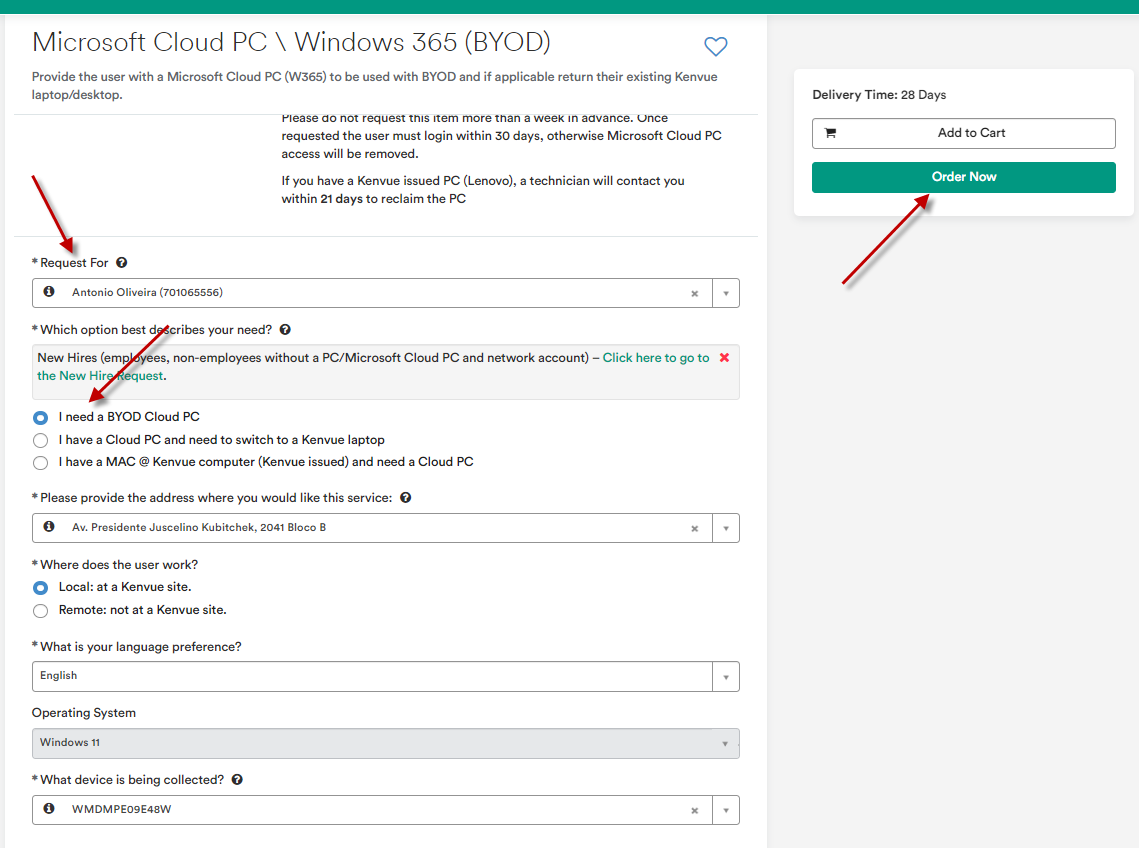 Microsoft Cloud PC \ Windows 365 (BYOD)
Provide the user with a Microsoft Cloud PC (W365) to be used with BYOD and if applicable return their existing Kenvue
laptop/desktop.
Please do not request this item more than a week in advance. Once
requested the user must login within 30 days, otherwise Microsoft Cloud PC
access will be removed.
If you have a Kenvue issued PC (Lenovo), a technician will contact you
within 21 days to reclaim the PC
* Request For
Antonio Oliveira (701065556)
* Which option best describes your need?
New Hires (employees, non-employees without a PC/Microsoft Cloud PC and network account) – Click here to go to
the New Hire Request.
I need a BYOD Cloud PC
I have a Cloud PC and need to switch to a Kenvue laptop
I have a MAC @ Kenvue computer (Kenvue issued) and need a Cloud PC
* Please provide the address where you would like this service:
Av. Presidente Juscelino Kubitchek, 2041 Bloco B
* Where does the user work?
Local: at a Kenvue site.
Remote: not at a Kenvue site.
* What is your language preference?
English
Operating System
Windows 11
* What device is being collected?
WMDMPE09E48W
Delivery Time: 28 Days
Add to Cart
Order Now